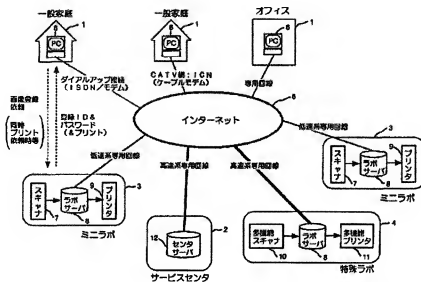 一般家庭
一般家庭
オフィス
1
1
6
1
PC
PC
PC
ダイアルアップ接続
(ISDN/モデム)
CATV網:ICN
(ケーブルモデム)
専用回線
画像登録
依頼
(同時
プリント
依頼時等)
登録ID&
パスワード
(&プリント)
5
インターネット
低速系専用回線
低速系専用回線
高速系専用回線
高速系専用回線
スキャナ
ラボ
サーバ
プリンタ
9
3
7
8
ミニラボ
スキャナ
ラボ
サーバ
プリンタ
9
3
7
8
ミニラボ
12
センタ
サーバ
2
サービスセンタ
多機能
スキャナ
ラボ
サーバ
多機能
プリンタ
4
10
8
11
特殊ラボ